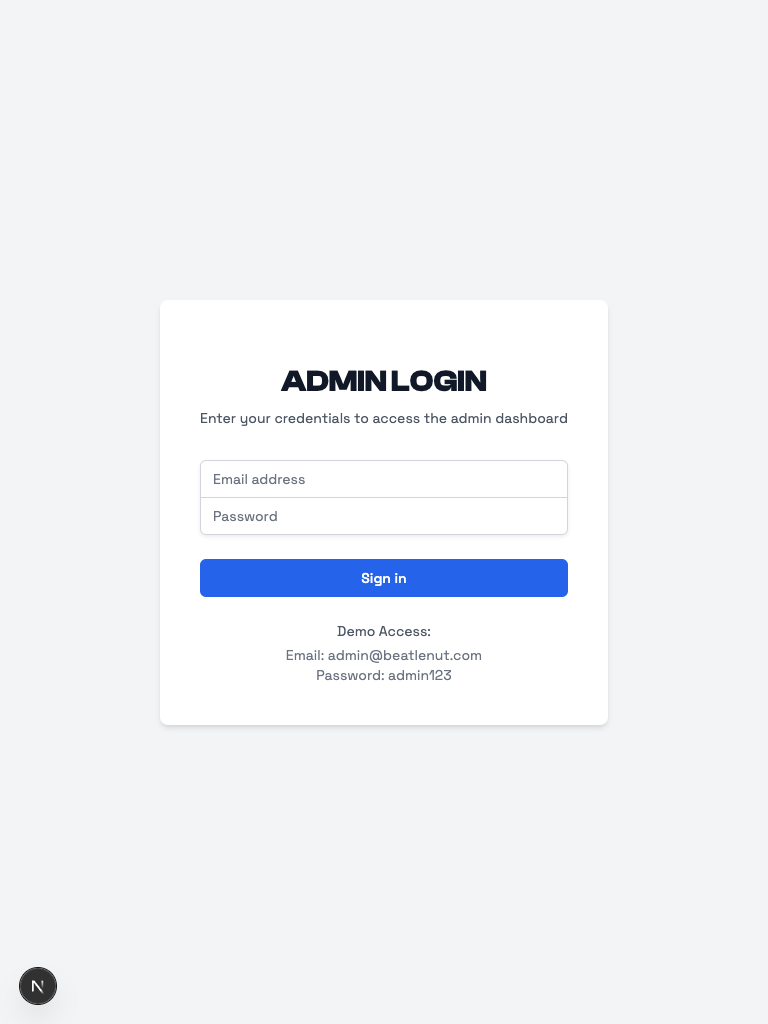 ADMIN LOGIN
Enter your credentials to access the admin dashboard
Email address
Password
Sign in
Demo Access:
Email: admin@beatlenut.com
Password: admin123
N